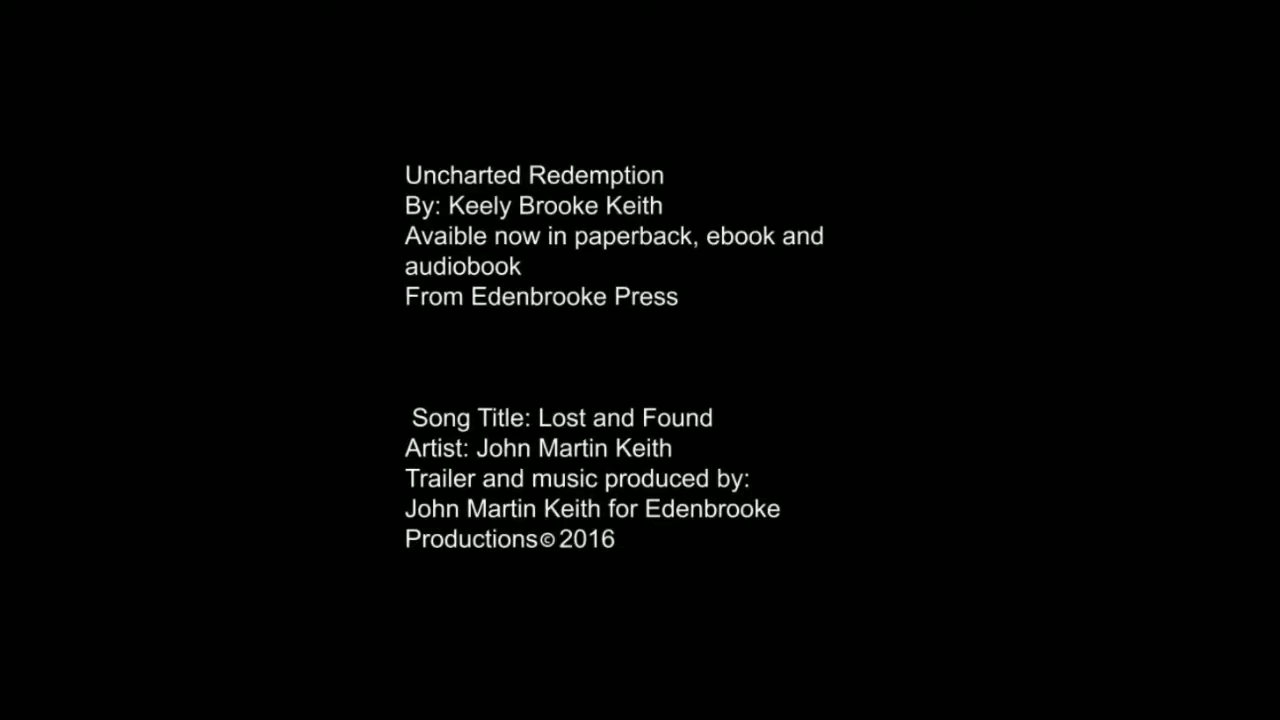 Uncharted Redemption
By: Keely Brooke Keith
Avaible now in paperback, ebook and
audiobook
From Edenbrooke Press
Song Title: Lost and Found
Artist: John Martin Keith
Trailer and music produced by:
John Martin Keith for Edenbrooke
Productions© 2016